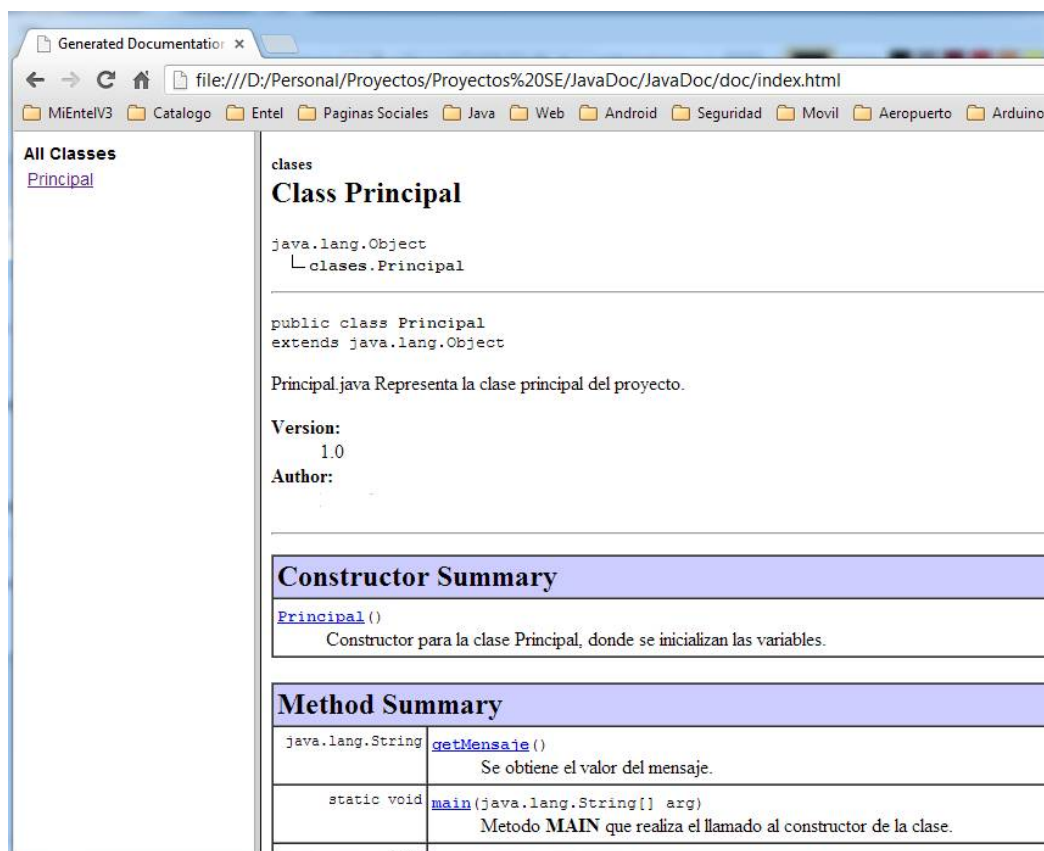 Generated Documentation
file:///D:/Personal/Proyectos/Proyectos%20SE/JavaDoc/JavaDoc/doc/index.html
MiEntelV3 Catalogo Entel Paginas Sociales Java Web Android Seguridad Movil Aeropuerto Arduino
All Classes
Principal
clases
Class Principal
java.lang.Object
clases.Principal
public class Principal
extends java.lang.Object
Principal.java Representa la clase principal del proyecto.
Version:
1.0
Author:
Constructor Summary
Principal()
Constructor para la clase Principal, donde se inicializan las variables.
Method Summary
java.lang.String getMensaje()
Se obtiene el valor del mensaje.
static void main(java.lang.String[] arg)
Metodo MAIN que realiza el llamado al constructor de la clase.